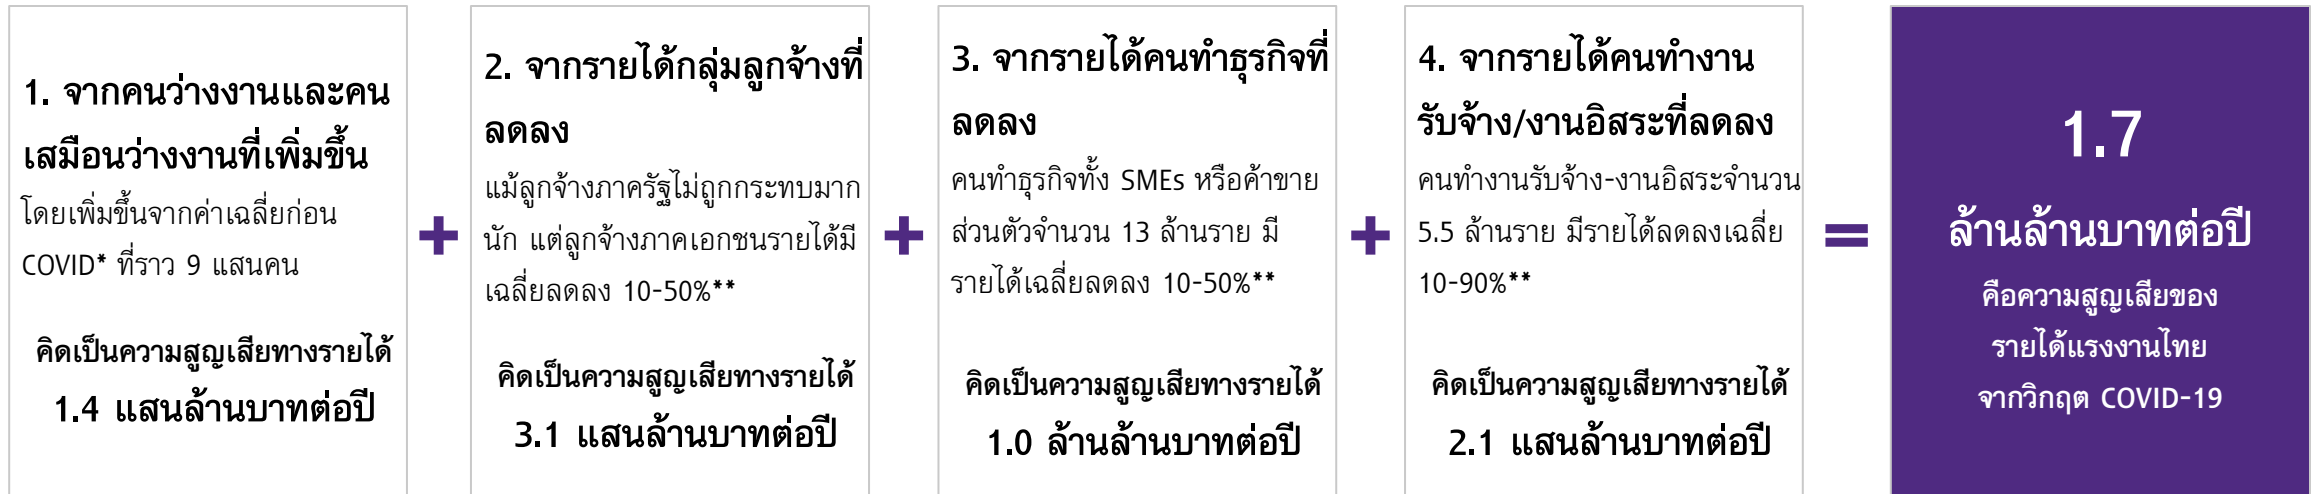 1. จากคนว่างงานและคน
เสมือนว่างงานที่เพิ่มขึ้น
โดยเพิ่มขึ้นจากค่าเฉลี่ยก่อน
COVID* ที่ราว 9 แสนคน
คิดเป็นความสูญเสียทางรายได้
1.4 แสนล้านบาทต่อปี
+
2. จากรายได้กลุ่มลูกจ้างที่
ลดลง
แม้ลูกจ้างภาครัฐไม่ถูกกระทบมาก
นัก แต่ลูกจ้างภาคเอกชนรายได้มี
เฉลี่ยลดลง 10-50%**
คิดเป็นความสูญเสียทางรายได้
3.1 แสนล้านบาทต่อปี
+
3. จากรายได้คนทำธุรกิจที่
ลดลง
คนทำธุรกิจทั้ง SMEs หรือค้าขาย
ส่วนตัวจำนวน 13 ล้านราย มี
รายได้เฉลี่ยลดลง 10-50%**
คิดเป็นความสูญเสียทางรายได้
1.0 ล้านล้านบาทต่อปี
+
4. จากรายได้คนทำงาน
รับจ้าง/งานอิสระที่ลดลง
คนทำงานรับจ้าง-งานอิสระจำนวน
5.5 ล้านราย มีรายได้ลดลงเฉลี่ย
10-90%**
คิดเป็นความสูญเสียทางรายได้
2.1 แสนล้านบาทต่อปี
=
1.7
ล้านล้านบาทต่อปี
คือความสูญเสียของ
รายได้แรงงานไทย
จากวิกฤต COVID-19